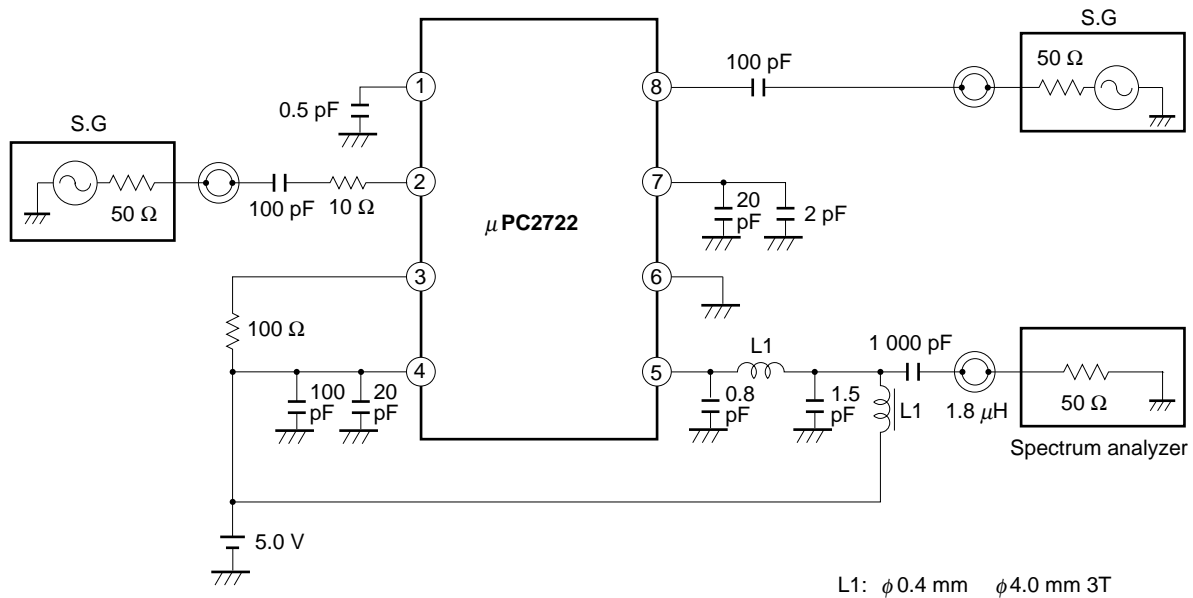 S.G
50 Ω
100 pF
8
1
0.5 pF
S.G
50 Ω
100 pF
10 Ω
2
7
20
pF
2 pF
μPC2722
3
6
100 Ω
L1
1 000 pF
4
5
100
pF
20
pF
0.8
pF
1.5
pF
L1
1.8 μH
50 Ω
Spectrum analyzer
5.0 V
L1: φ0.4 mm φ4.0 mm 3T